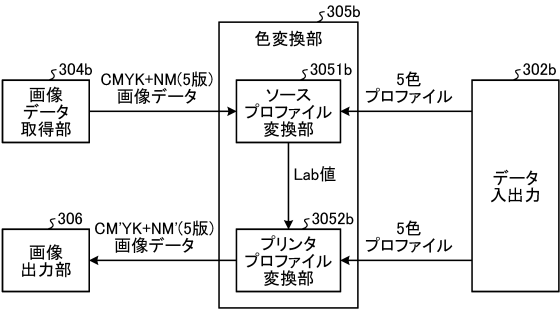 305b
色変換部
304b
画像
データ
取得部
CMYK+NM(5版)
画像データ
3051b
ソース
プロファイル
変換部
5色
プロファイル
302b
データ
入出力
Lab値
306
画像
出力部
CM'YK+NM'(5版)
画像データ
3052b
プリンタ
プロファイル
変換部
5色
プロファイル